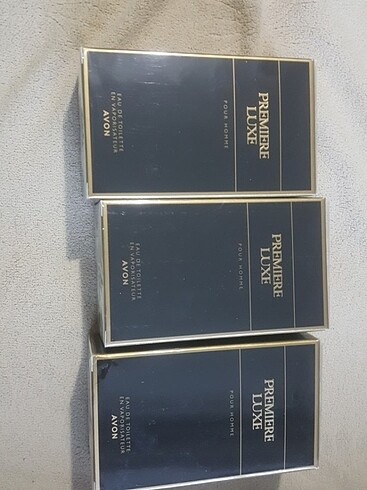 PREMIERE
LUXE
POUR HOMME
EAU DE TOILETTE
EN VAPORISATEUR
AVON
PREMIERE
LUXE
POUR HOMME
EAU DE TOILETTE
EN VAPORISATEUR
AVON
PREMIERE
LUXE
POUR HOMME
EAU DE TOILETTE
EN VAPORISATEUR
AVON